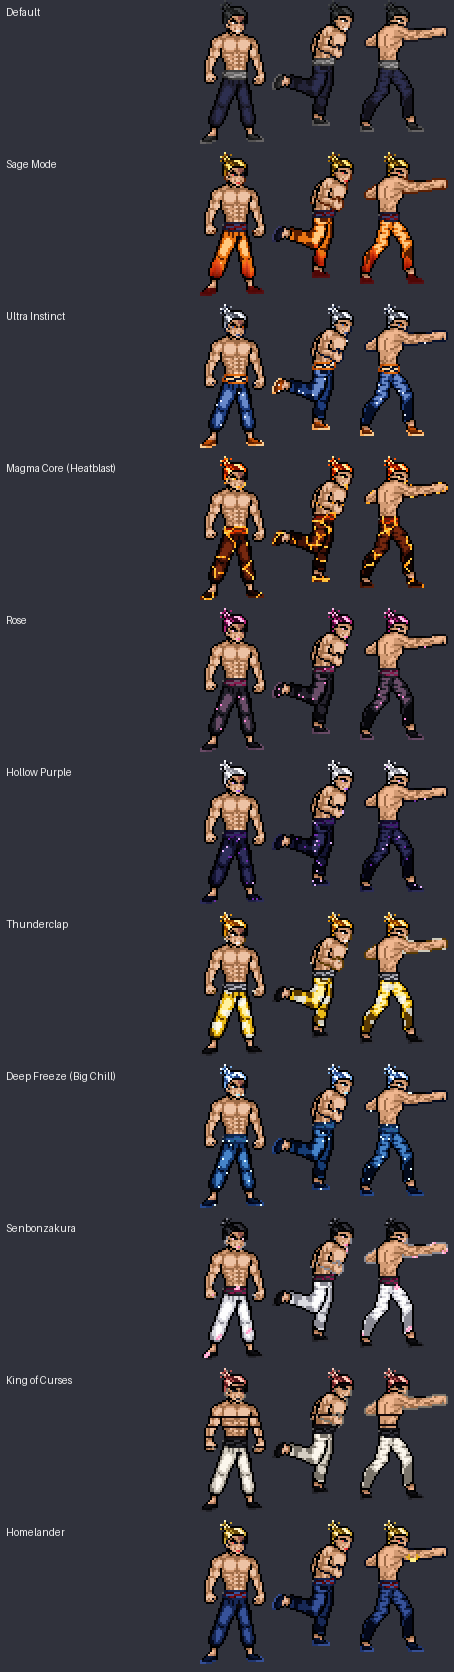 Default
Sage Mode
Ultra Instinct
Magma Core (Heatblast)
Rose
Hollow Purple
Thunderclap
Deep Freeze (Big Chill)
Senbonzakura
King of Curses
Homelander